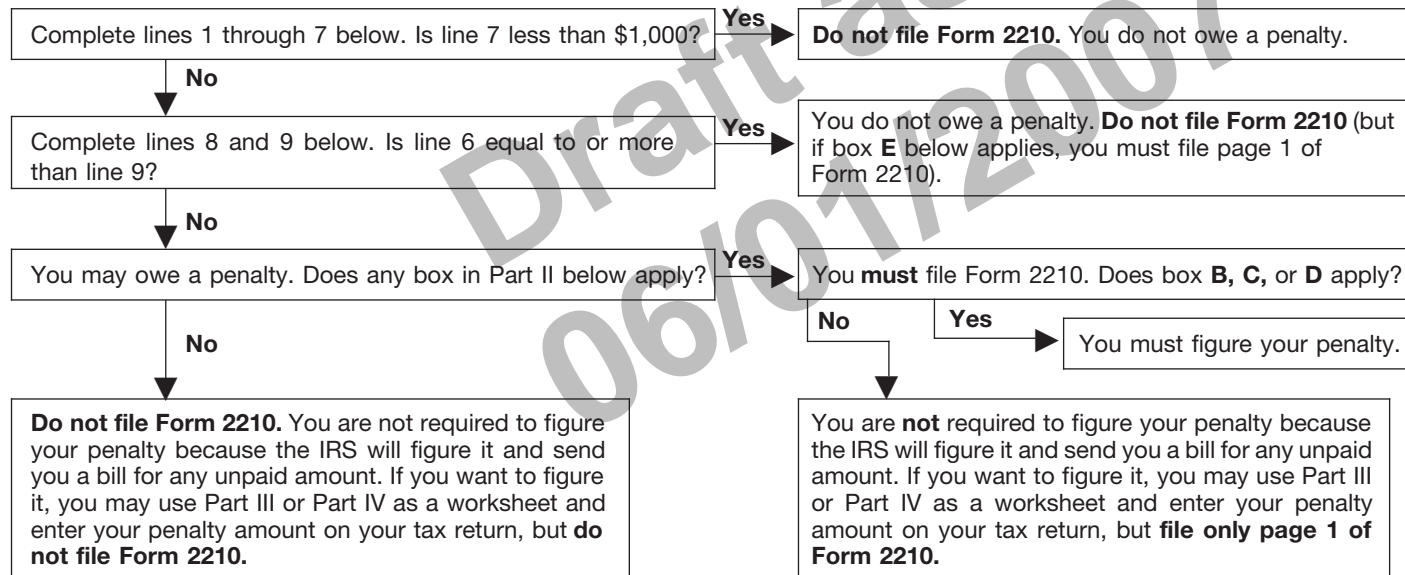 Complete lines 1 through 7 below. Is line 7 less than $1,000?
Yes
Do not file Form 2210. You do not owe a penalty.
No
Complete lines 8 and 9 below. Is line 6 equal to or more
than line 9?
Yes
You do not owe a penalty. Do not file Form 2210 (but
if box E below applies, you must file page 1 of
Form 2210).
No
You may owe a penalty. Does any box in Part II below apply?
Yes
You must file Form 2210. Does box B, C, or D apply?
No
Yes
You must figure your penalty.
No
Do not file Form 2210. You are not required to figure
your penalty because the IRS will figure it and send
you a bill for any unpaid amount. If you want to figure
it, you may use Part III or Part IV as a worksheet and
enter your penalty amount on your tax return, but do
not file Form 2210.
You are not required to figure your penalty because
the IRS will figure it and send you a bill for any unpaid
amount. If you want to figure it, you may use Part III
or Part IV as a worksheet and enter your penalty
amount on your tax return, but file only page 1 of
Form 2210.
Draft
06/01/2007